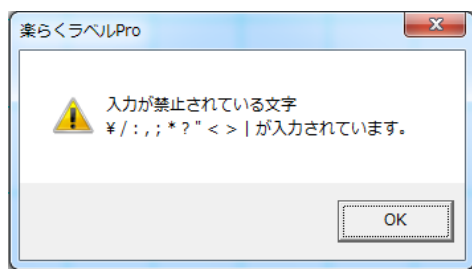 楽らくラベルPro
入力が禁止されている文字
¥ / : , ; * ? " < > | が入力されています。
OK